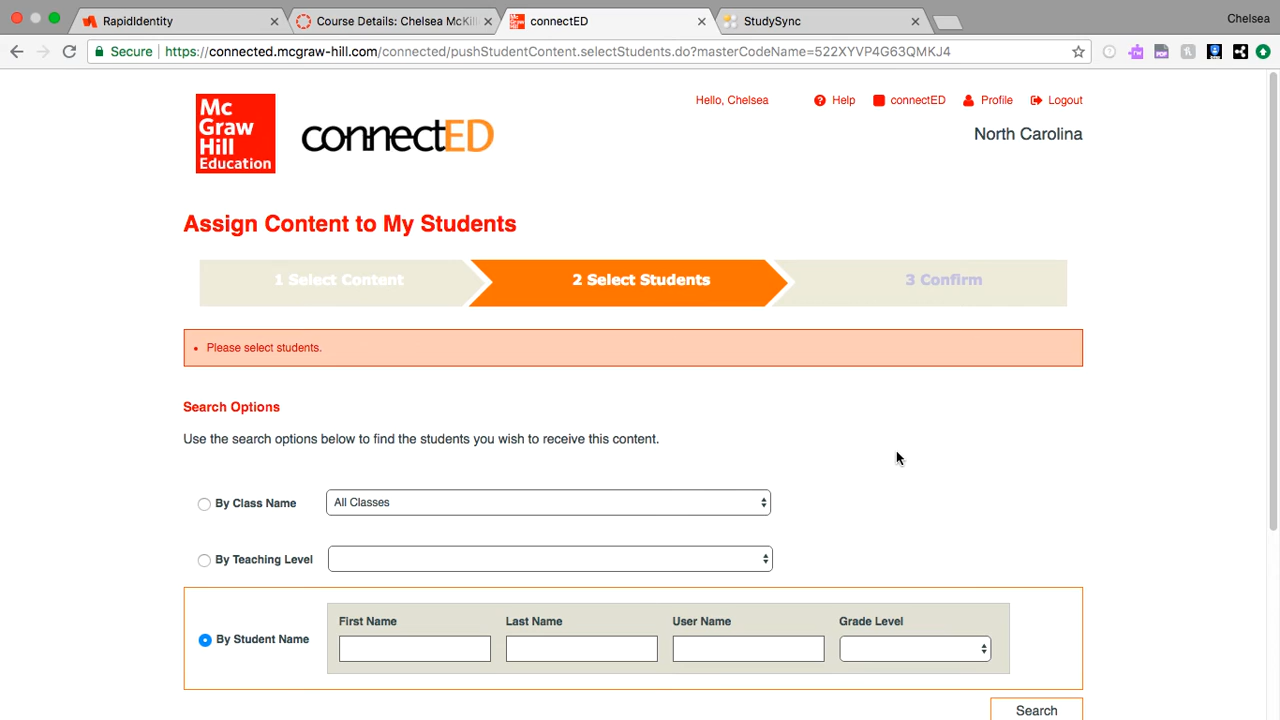 RapidIdentity
Course Details: Chelsea McKi
connectED
StudySync
Chelsea
Secure
https://connected.mcgraw-hill.com/connected/pushStudentContent.selectStudents.do?masterCodeName=522XYVP4G63QMKJ4
Mc
Graw
Hill
Education
connectED
Hello, Chelsea
Help
connectED
Profile
Logout
North Carolina
Assign Content to My Students
1 Select Content
2 Select Students
3 Confirm
Please select students.
Search Options
Use the search options below to find the students you wish to receive this content.
By Class Name
All Classes
By Teaching Level
By Student Name
First Name
Last Name
User Name
Grade Level
Search